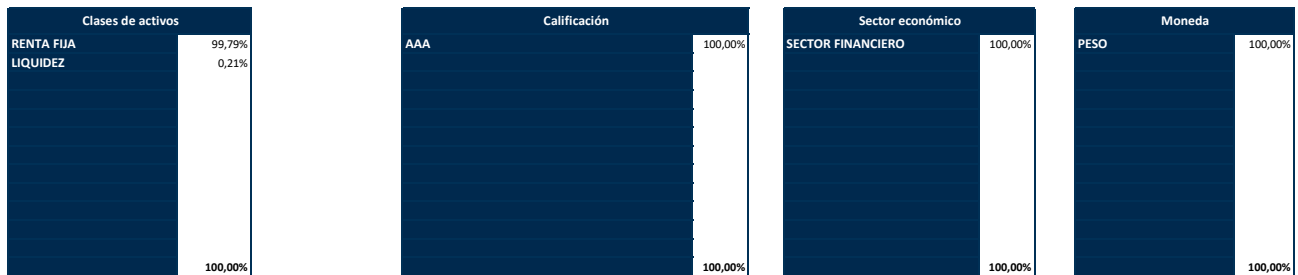 Clases de activos
RENTA FIJA 99,79%
LIQUIDEZ 0,21%
100,00%
Calificación
AAA 100,00%
100,00%
Sector económico
SECTOR FINANCIERO 100,00%
100,00%
Moneda
PESO 100,00%
100,00%